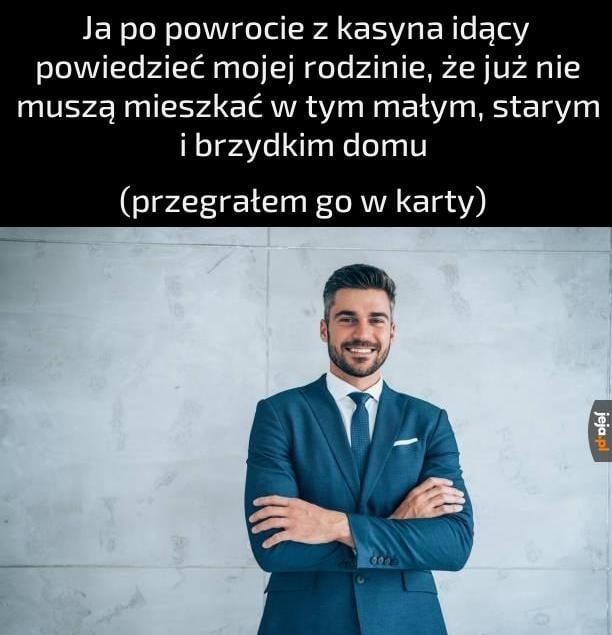 Ja po powrocie z kasyna idący
powiedzieć mojej rodzinie, że już nie
muszą mieszkać w tym małym, starym
i brzydkim domu
(przegrałem go w karty)
jeja.pl